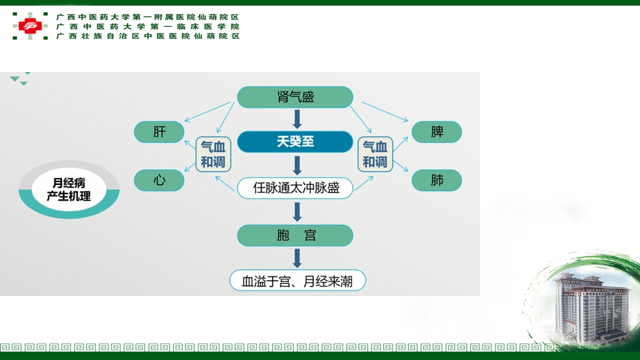 广西中医药大学第一附属医院仙葫院区
广西中医药大学第一临床医学院
广西壮族自治区中医医院仙葫院区
肾气盛
肝
气血
和调
天癸至
气血
和调
脾
心
任脉通太冲脉盛
肺
月经病
产生机理
胞 宫
血溢于宫、月经来潮